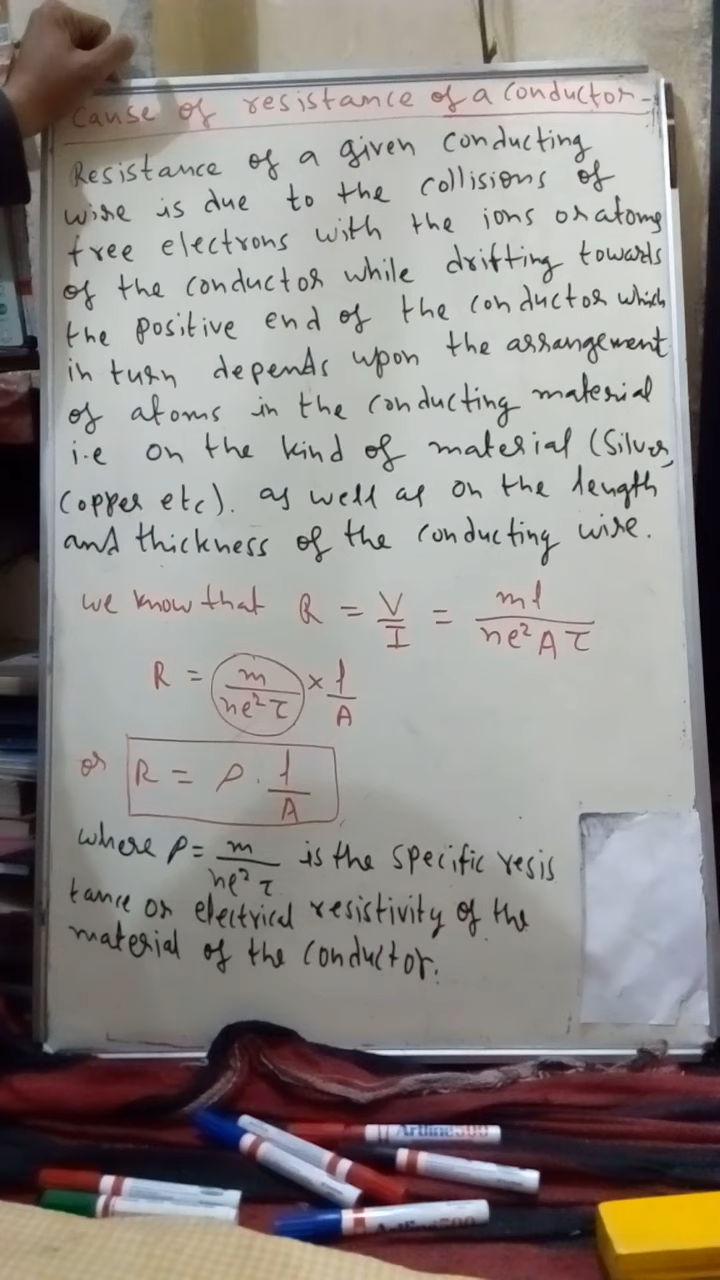 Cause of resistance of a conductor-
Resistance of a given conducting
wire is due to the collisions of
free electrons with the ions or atoms
of the conductor while drifting towards
the positive end of the conductor which
in turn depends upon the arrangement
of atoms in the conducting material
i.e on the kind of material (Silver,
Copper etc). as well as on the length
and thickness of the conducting wire.
we know that R = V/I = ml/ne²Aτ
R = m/ne²τ × l/A
or R = ρ. l/A
where ρ = m/ne²τ is the specific resis
tance or electrical resistivity of the
material of the conductor.
Artline500
Artline500